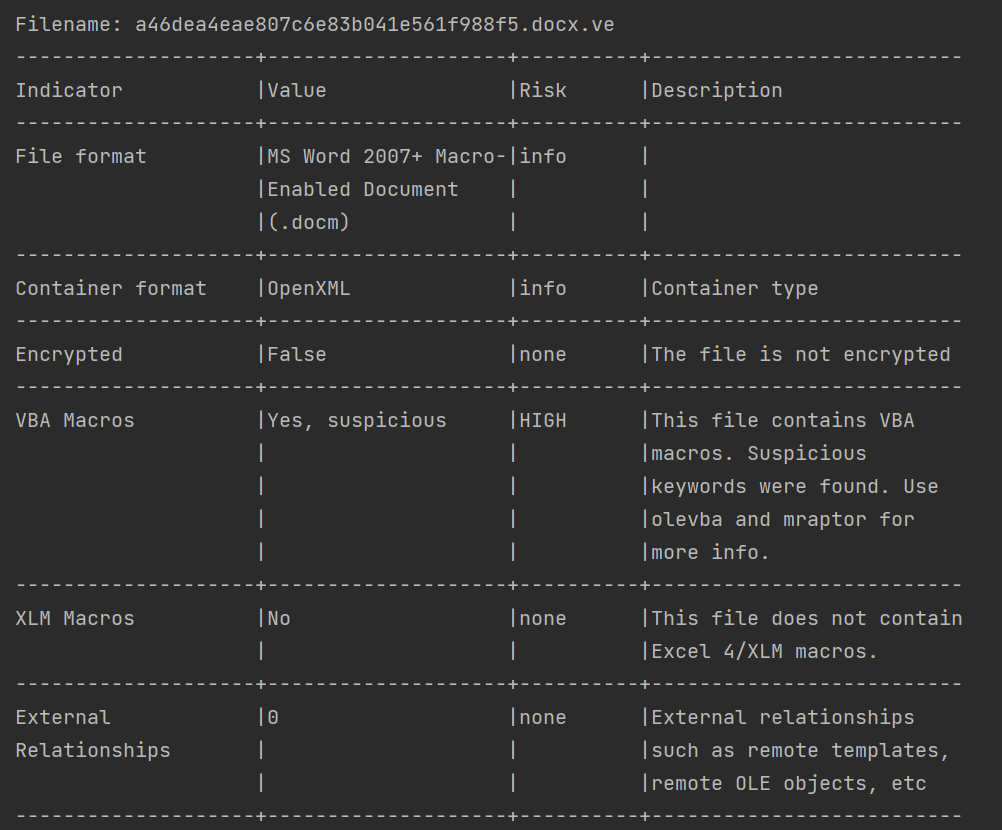 Filename: a46dea4eae807c6e83b041e561f988f5.docx.ve
--------------------+--------------------+----------+--------------------------
Indicator           |Value               |Risk      |Description
--------------------+--------------------+----------+--------------------------
File format         |MS Word 2007+ Macro-|info      |
                    |Enabled Document    |          |
                    |(.docm)             |          |
--------------------+--------------------+----------+--------------------------
Container format    |OpenXML             |info      |Container type
--------------------+--------------------+----------+--------------------------
Encrypted           |False               |none      |The file is not encrypted
--------------------+--------------------+----------+--------------------------
VBA Macros          |Yes, suspicious     |HIGH      |This file contains VBA
                    |                    |          |macros. Suspicious
                    |                    |          |keywords were found. Use
                    |                    |          |olevba and mraptor for
                    |                    |          |more info.
--------------------+--------------------+----------+--------------------------
XLM Macros          |No                  |none      |This file does not contain
                    |                    |          |Excel 4/XLM macros.
--------------------+--------------------+----------+--------------------------
External            |0                   |none      |External relationships
Relationships       |                    |          |such as remote templates,
                    |                    |          |remote OLE objects, etc
--------------------+--------------------+----------+--------------------------